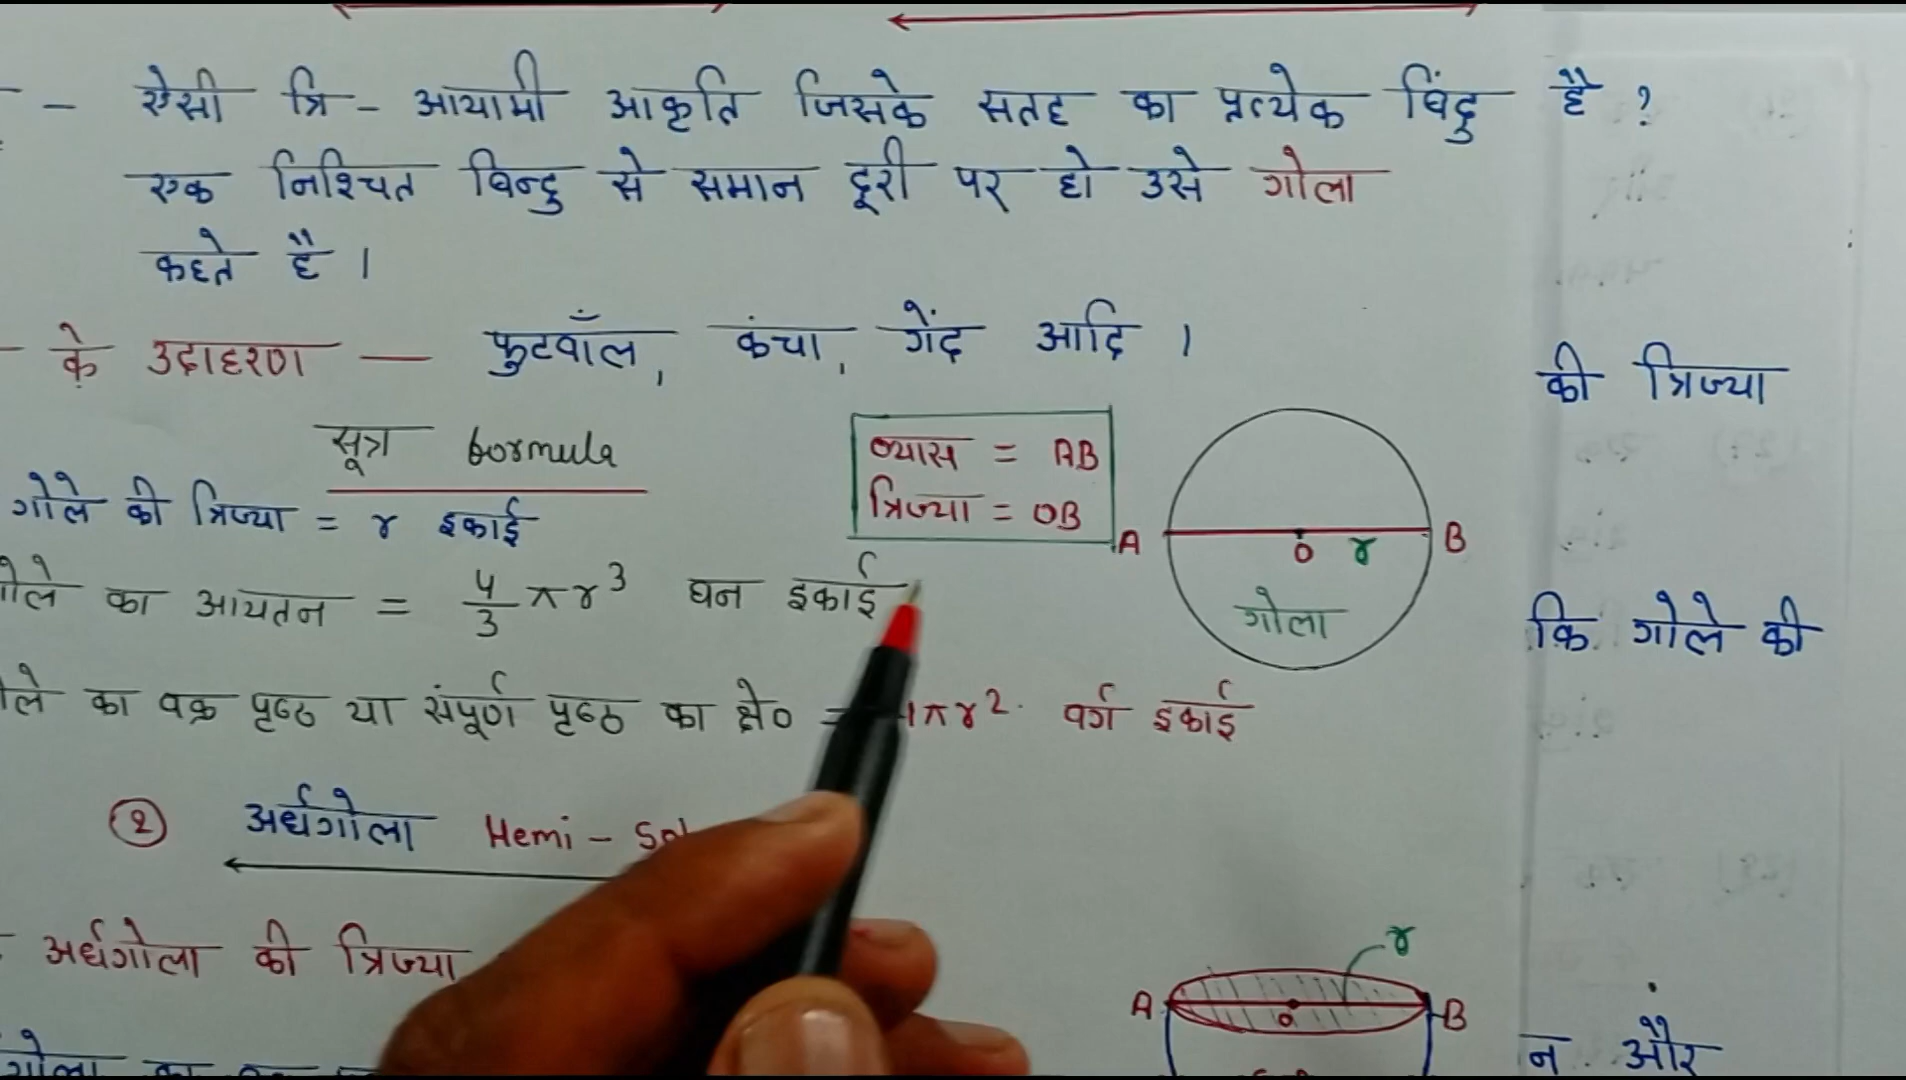 - ऐसी त्रि - आयामी आकृति जिसके सतह का प्रत्येक बिंदु है ?
एक निश्चित बिन्दु से समान दूरी पर हो उसे गोला
कहते है ।
के उदाहरण — फुटबॉल, कंचा, गेंद आदि ।
की त्रिज्या
सूत्र formula
गोले की त्रिज्या = r इकाई
व्यास = AB
त्रिज्या = OB
A O r B
गोला
गोले का आयतन = 4/3 πr³ घन इकाई
कि गोले की
ले का वक्र पृष्ठ या संपूर्ण पृष्ठ का क्षे० = 4πr² वर्ग इकाई
② अर्धगोला Hemi -
अर्धगोला की त्रिज्या
r
A O B
न और